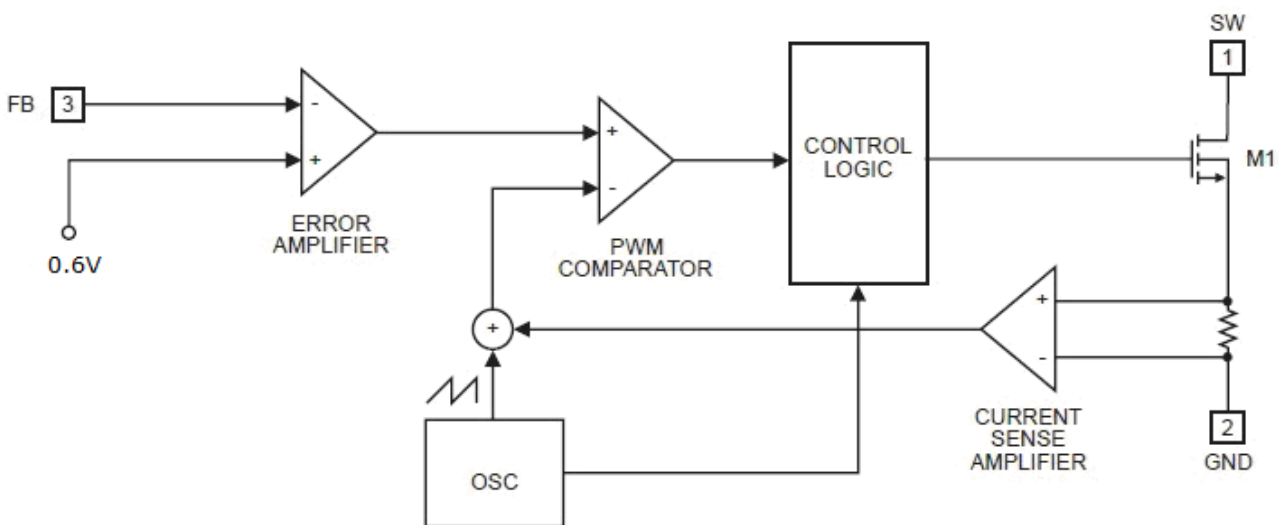 SW
1
FB 3
-
+
0.6V
ERROR
AMPLIFIER
+
-
PWM
COMPARATOR
CONTROL
LOGIC
M1
+
-
CURRENT
SENSE
AMPLIFIER
+
OSC
2
GND